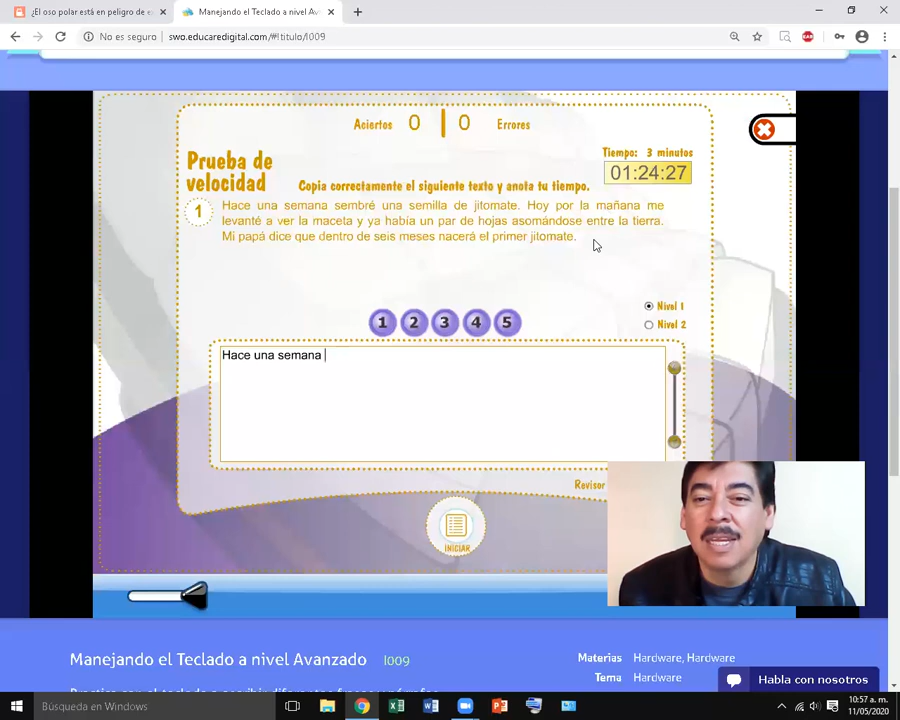 ¿El oso polar está en peligro de e
Manejando el Teclado a nivel Av
No es seguro | swo.educaredigital.com/#!titulo/I009
ABP
Aciertos 0 0 Errores
Prueba de
velocidad
Tiempo: 3 minutos
01:24:27
Copia correctamente el siguiente texto y anota tu tiempo.
1
Hace una semana sembré una semilla de jitomate. Hoy por la mañana me
levanté a ver la maceta y ya había un par de hojas asomándose entre la tierra.
Mi papá dice que dentro de seis meses nacerá el primer jitomate.
Nivel 1
Nivel 2
1 2 3 4 5
Hace una semana
Revisor
INICIAR
Manejando el Teclado a nivel Avanzado I009
Materias Hardware, Hardware
Tema Hardware
Habla con nosotros
Búsqueda en Windows
10:57 a. m.
11/05/2020